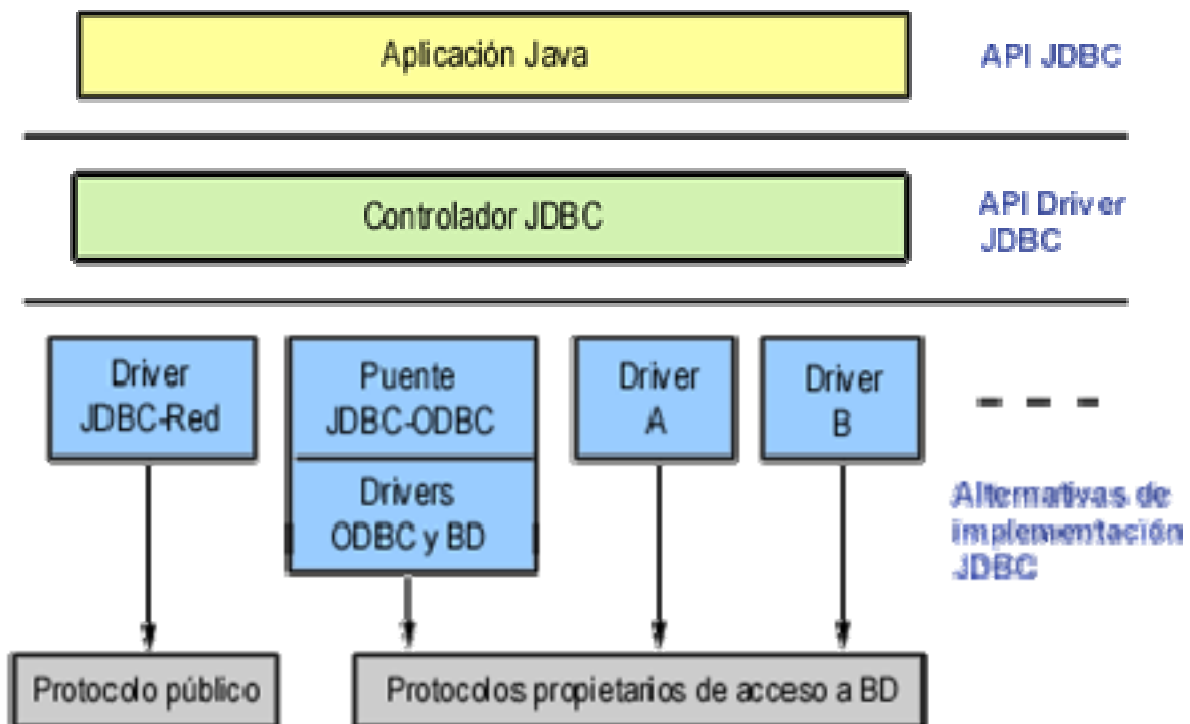 Aplicación Java
API JDBC
Controlador JDBC
API Driver
JDBC
Driver
JDBC-Red
Puente
JDBC-ODBC
Drivers
ODBC y BD
Driver
A
Driver
B
Alternativas de
implementación
JDBC
Protocolo público
Protocolos propietarios de acceso a BD